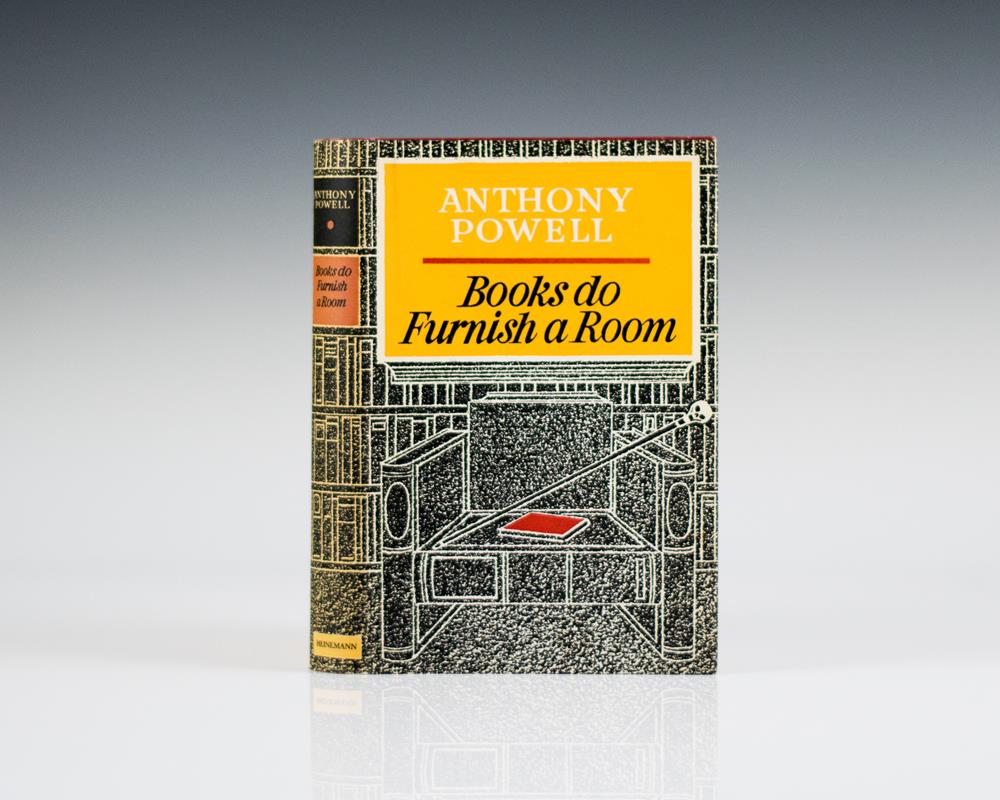 ANTHONY
POWELL
Books do
Furnish
a Room
HEINEMANN
ANTHONY
POWELL
Books do
Furnish a Room